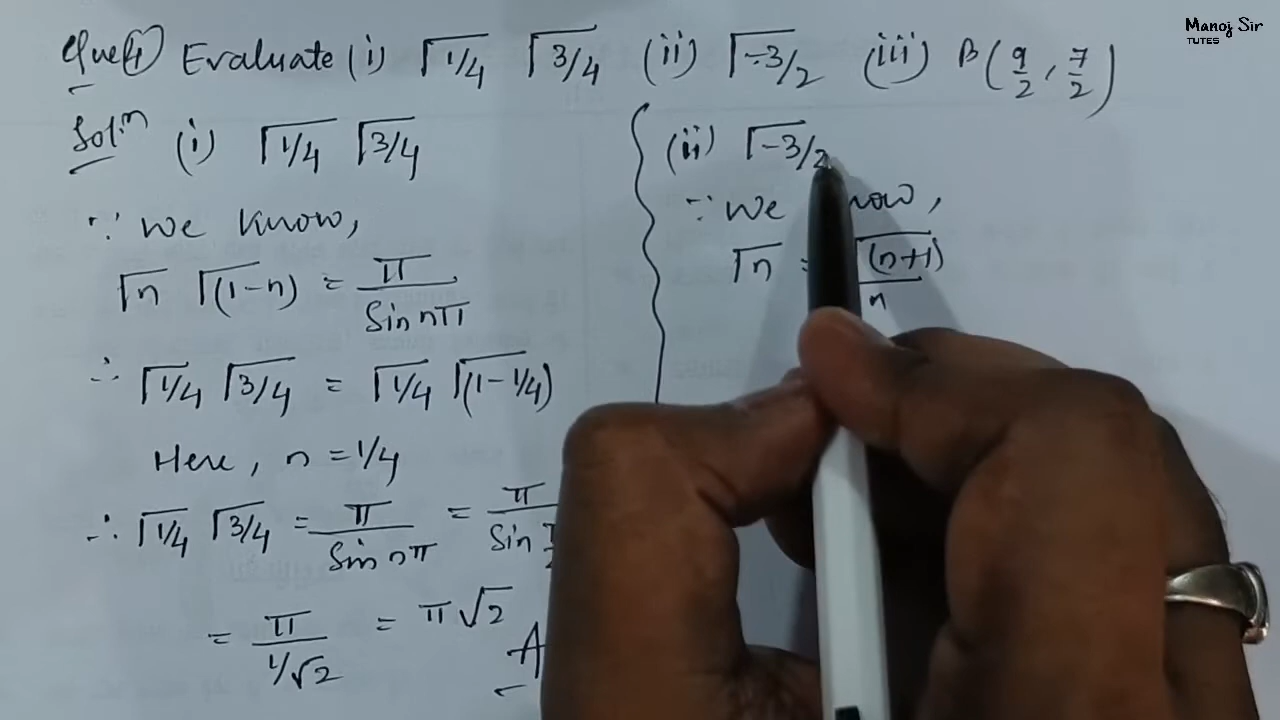 Manoj Sir
TUTES
Que(4) Evaluate (i) Γ1/4 Γ3/4 (ii) Γ-3/2 (iii) β(9/2, 7/2)
Solⁿ (i) Γ1/4 Γ3/4
∵ We know,
Γn Γ(1-n) = π/Sin nπ
∴ Γ1/4 Γ3/4 = Γ1/4 Γ(1-1/4)
Here, n = 1/4
∴ Γ1/4 Γ3/4 = π/Sin nπ = π/Sin
= π/1/√2 = π√2
(ii) Γ-3/2
∵ We
Γn = Γ(n+1)/n